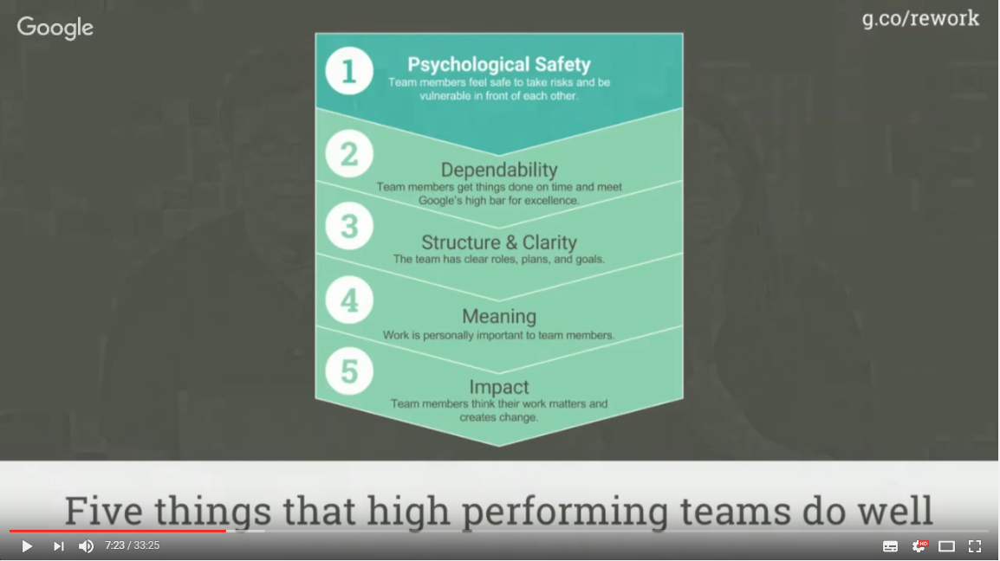 Google
g.co/rework
1
Psychological Safety
Team members feel safe to take risks and be
vulnerable in front of each other.
2
Dependability
Team members get things done on time and meet
Google's high bar for excellence.
3
Structure & Clarity
The team has clear roles, plans, and goals.
4
Meaning
Work is personally important to team members.
5
Impact
Team members think their work matters and
creates change.
Five things that high performing teams do well
7:23 / 33:25
HD